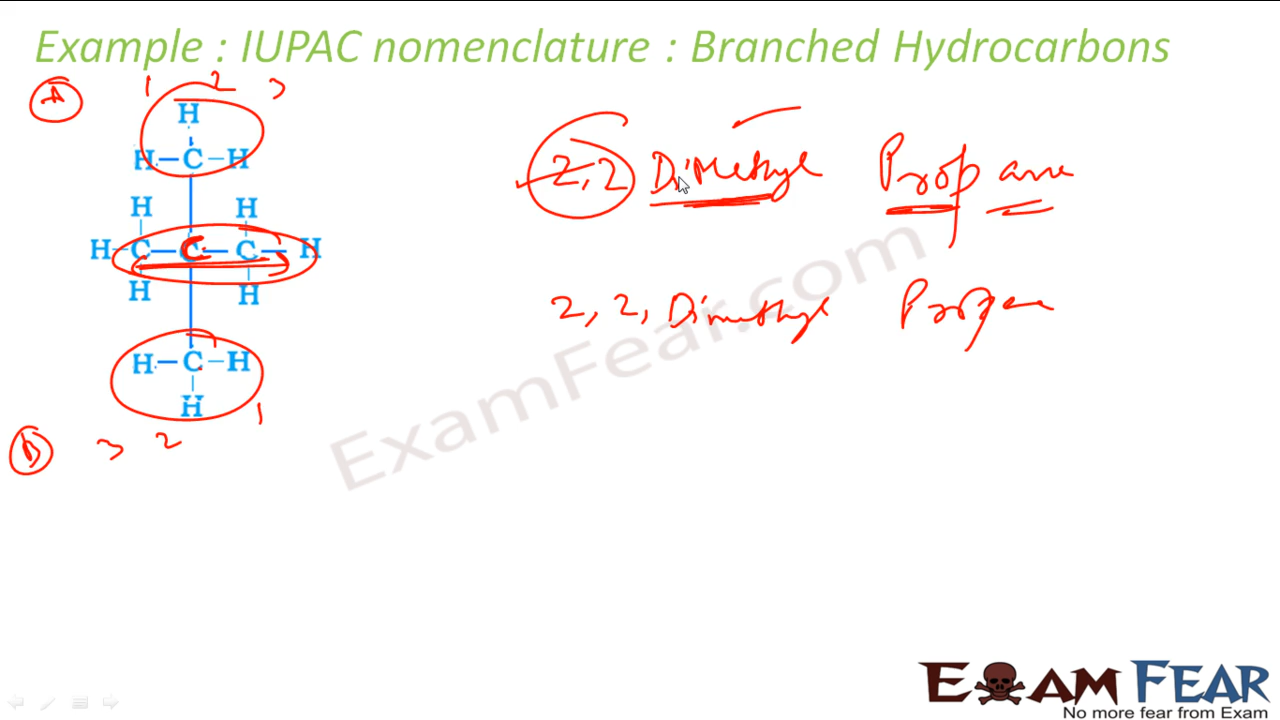 Example : IUPAC nomenclature : Branched Hydrocarbons
A 1 2 3
H
H C H
H H
H C C C H
H H
H C H
H
B 3 2 1
2,2 DiMethyl Propane
2, 2, Dimethyl Propane
ExamFear.com
EXAM FEAR
No more fear from Exam